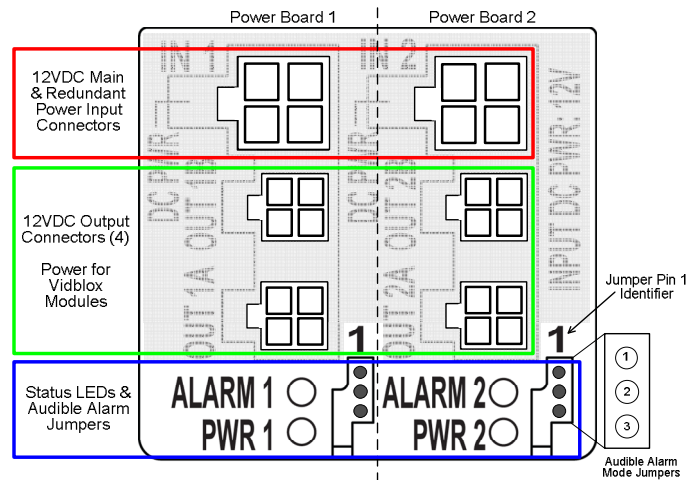 Power Board 1
Power Board 2
12VDC Main
& Redundant
Power Input
Connectors
IN 1
IN 2
DC PWR
DC PWR
INPUT DC PWR: 12V
12VDC Output
Connectors (4)
Power for
Vidblox
Modules
OUT 1B
OUT 2B
OUT 1A
OUT 2A
Jumper Pin 1
Identifier
1
1
Status LEDs &
Audible Alarm
Jumpers
ALARM 1
PWR 1
ALARM 2
PWR 2
1
2
3
Audible Alarm
Mode Jumpers